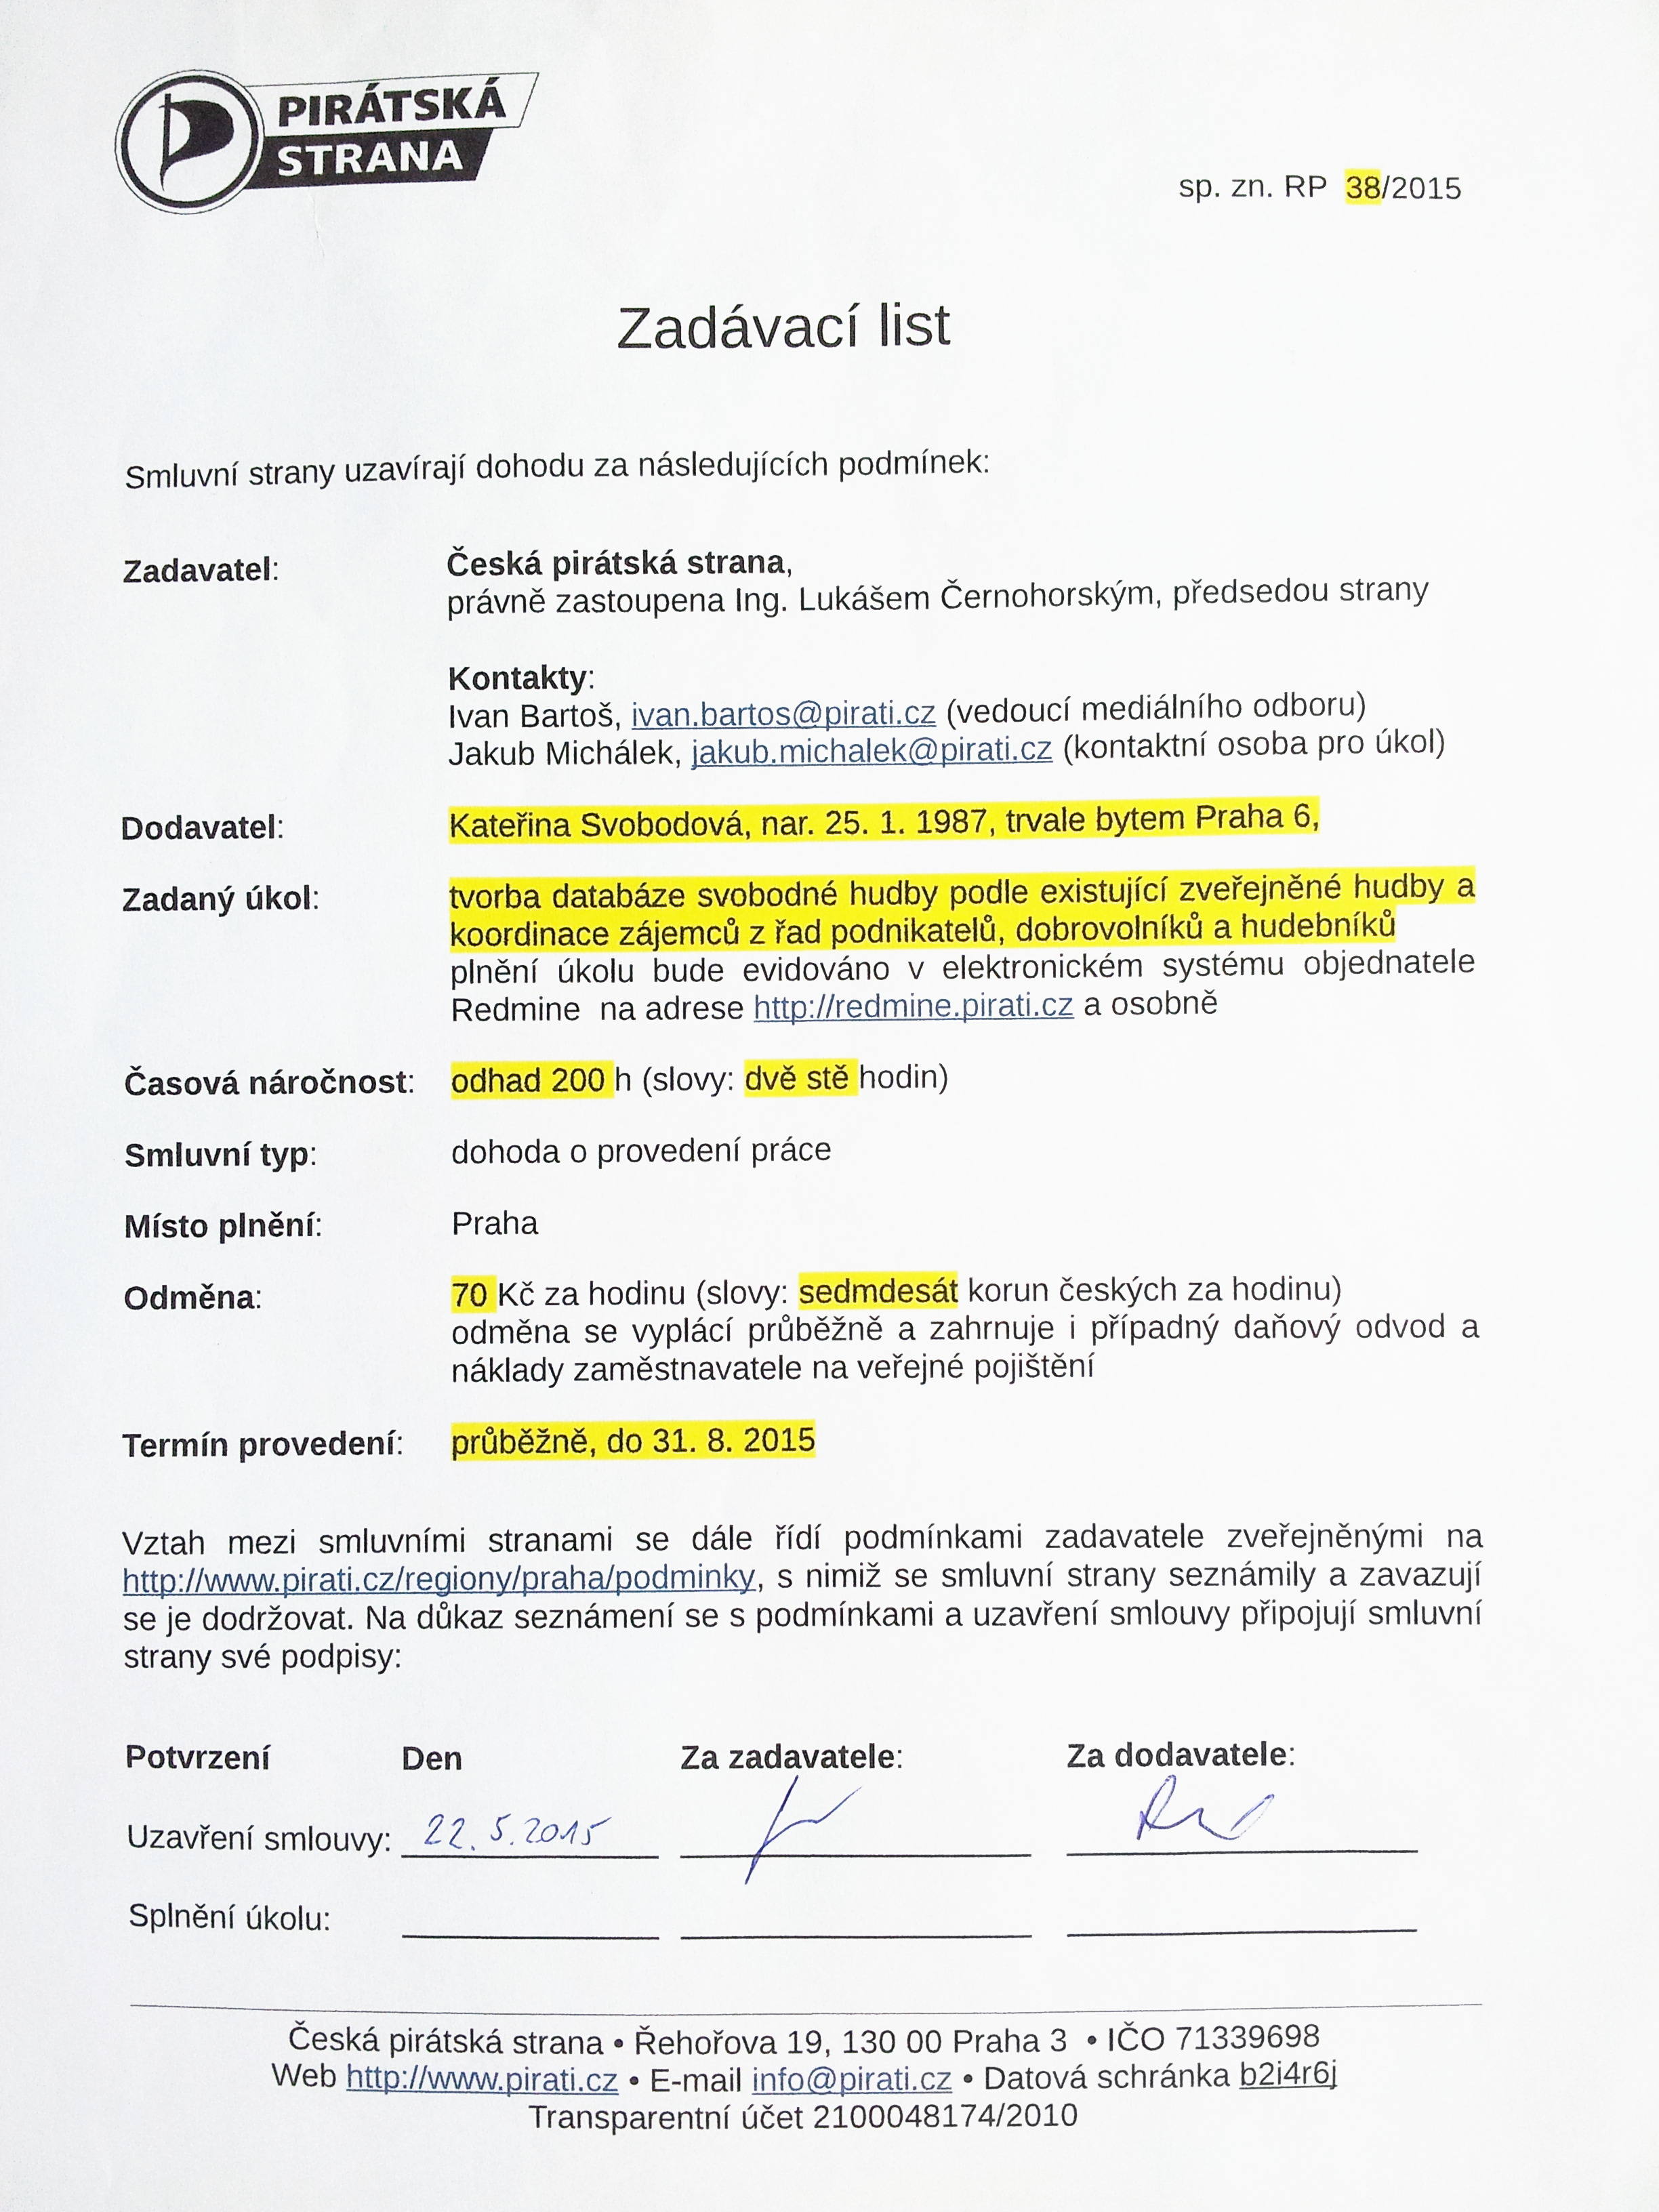 PIRÁTSKÁ
STRANA
sp. zn. RP 38/2015
Zadávací list
Smluvní strany uzavírají dohodu za následujících podmínek:
Zadavatel: Česká pirátská strana,
právně zastoupena Ing. Lukášem Černohorským, předsedou strany
Kontakty:
Ivan Bartoš, ivan.bartos@pirati.cz (vedoucí mediálního odboru)
Jakub Michálek, jakub.michalek@pirati.cz (kontaktní osoba pro úkol)
Dodavatel: Kateřina Svobodová, nar. 25. 1. 1987, trvale bytem Praha 6,
Zadaný úkol: tvorba databáze svobodné hudby podle existující zveřejněné hudby a
koordinace zájemců z řad podnikatelů, dobrovolníků a hudebníků
plnění úkolu bude evidováno v elektronickém systému objednatele
Redmine na adrese http://redmine.pirati.cz a osobně
Časová náročnost: odhad 200 h (slovy: dvě stě hodin)
Smluvní typ: dohoda o provedení práce
Místo plnění: Praha
Odměna: 70 Kč za hodinu (slovy: sedmdesát korun českých za hodinu)
odměna se vyplácí průběžně a zahrnuje i případný daňový odvod a
náklady zaměstnavatele na veřejné pojištění
Termín provedení: průběžně, do 31. 8. 2015
Vztah mezi smluvními stranami se dále řídí podmínkami zadavatele zveřejněnými na
http://www.pirati.cz/regiony/praha/podminky, s nimiž se smluvní strany seznámily a zavazují
se je dodržovat. Na důkaz seznámení se s podmínkami a uzavření smlouvy připojují smluvní
strany své podpisy:
Potvrzení Den Za zadavatele: Za dodavatele:
Uzavření smlouvy: 22. 5. 2015
Splnění úkolu:
Česká pirátská strana • Řehořova 19, 130 00 Praha 3 • IČO 71339698
Web http://www.pirati.cz • E-mail info@pirati.cz • Datová schránka b2i4r6j
Transparentní účet 2100048174/2010